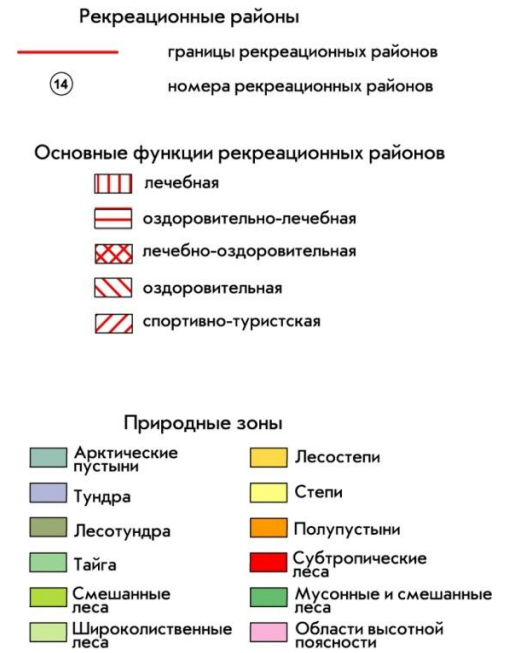 Рекреационные районы
границы рекреационных районов
14
номера рекреационных районов
Основные функции рекреационных районов
лечебная
оздоровительно-лечебная
лечебно-оздоровительная
оздоровительная
спортивно-туристская
Природные зоны
Арктические
пустыни
Тундра
Лесотундра
Тайга
Смешанные
леса
Широколиственные
леса
Лесостепи
Степи
Полупустыни
Субтропические
леса
Мусонные и смешанные
леса
Области высотной
поясности